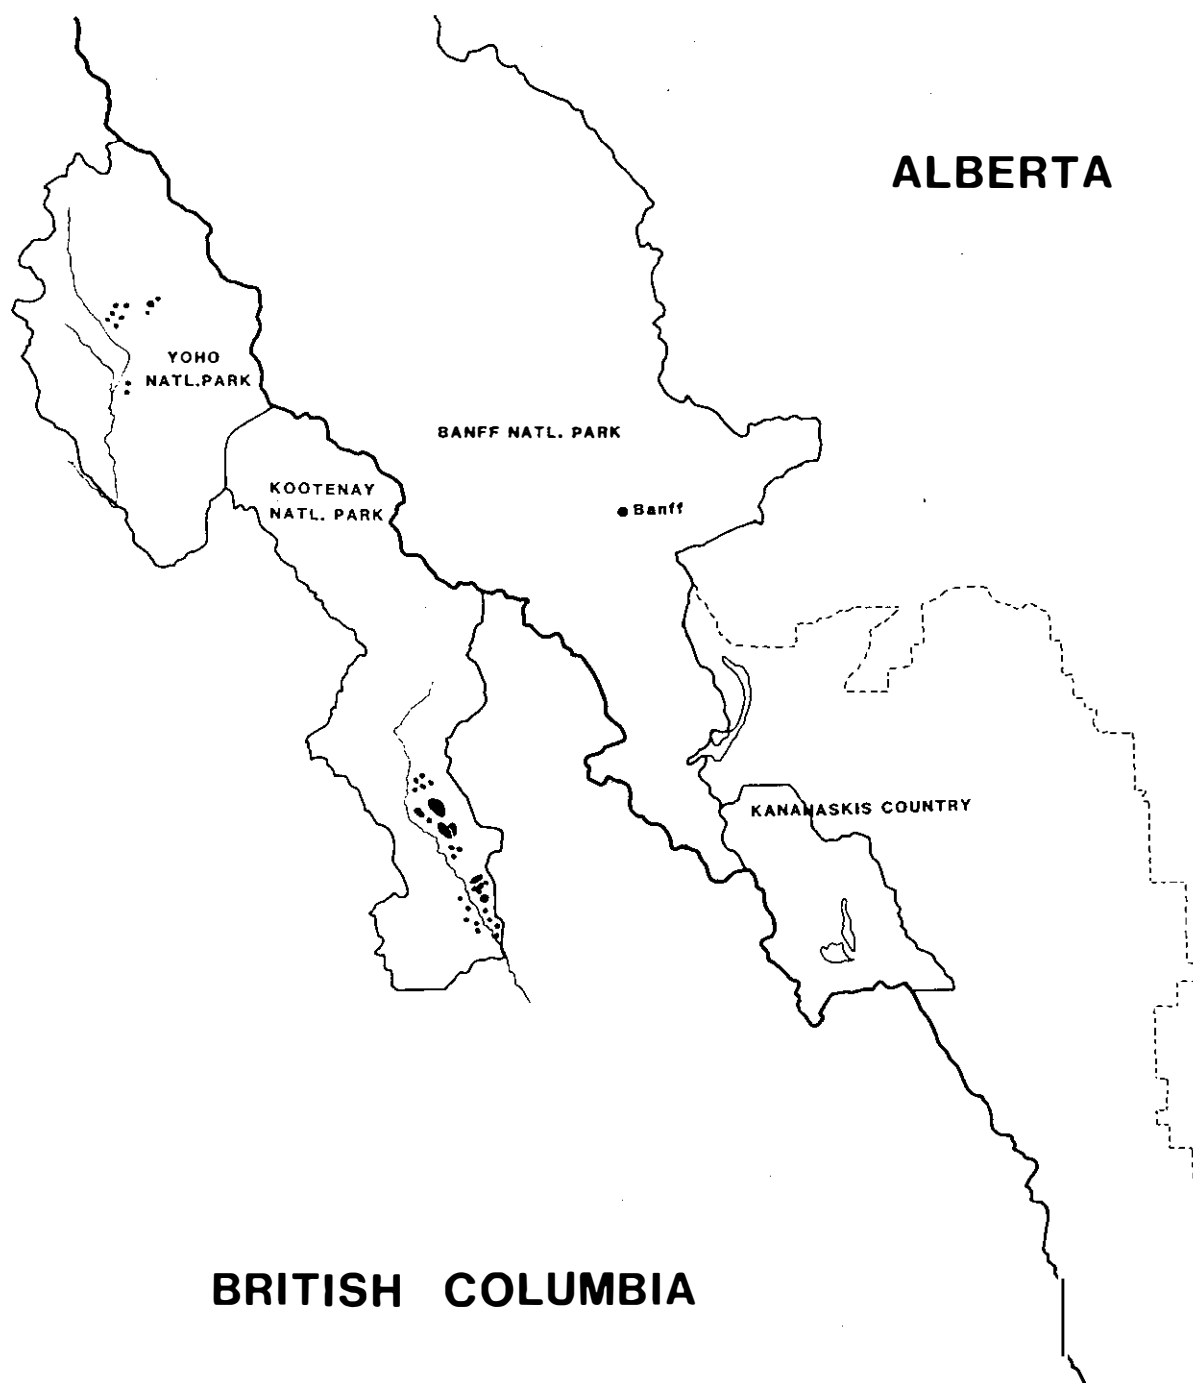 ALBERTA
YOHO
NATL.PARK
BANFF NATL. PARK
KOOTENAY
NATL. PARK
Banff
KANANASKIS COUNTRY
BRITISH COLUMBIA